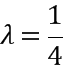 λ = 1/4